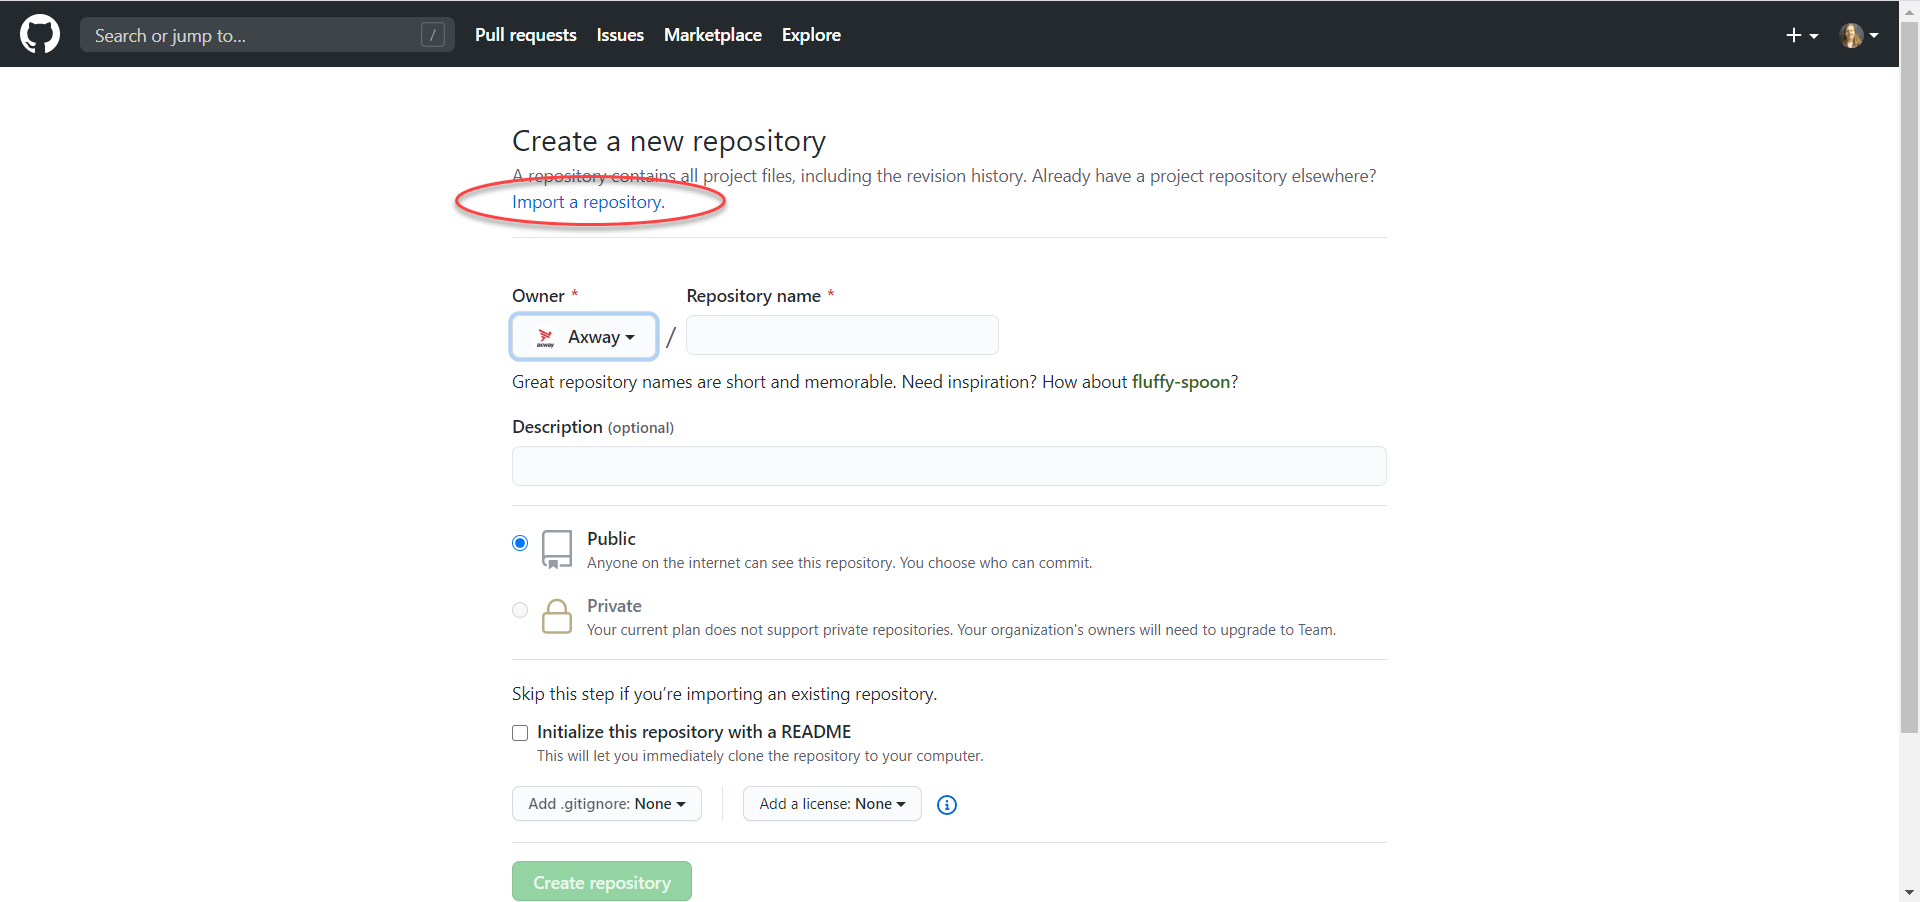 Search or jump to... / Pull requests Issues Marketplace Explore
Create a new repository
A repository contains all project files, including the revision history. Already have a project repository elsewhere?
Import a repository.
Owner * Repository name *
axway Axway /
Great repository names are short and memorable. Need inspiration? How about fluffy-spoon?
Description (optional)
Public
Anyone on the internet can see this repository. You choose who can commit.
Private
Your current plan does not support private repositories. Your organization's owners will need to upgrade to Team.
Skip this step if you’re importing an existing repository.
Initialize this repository with a README
This will let you immediately clone the repository to your computer.
Add .gitignore: None Add a license: None
Create repository